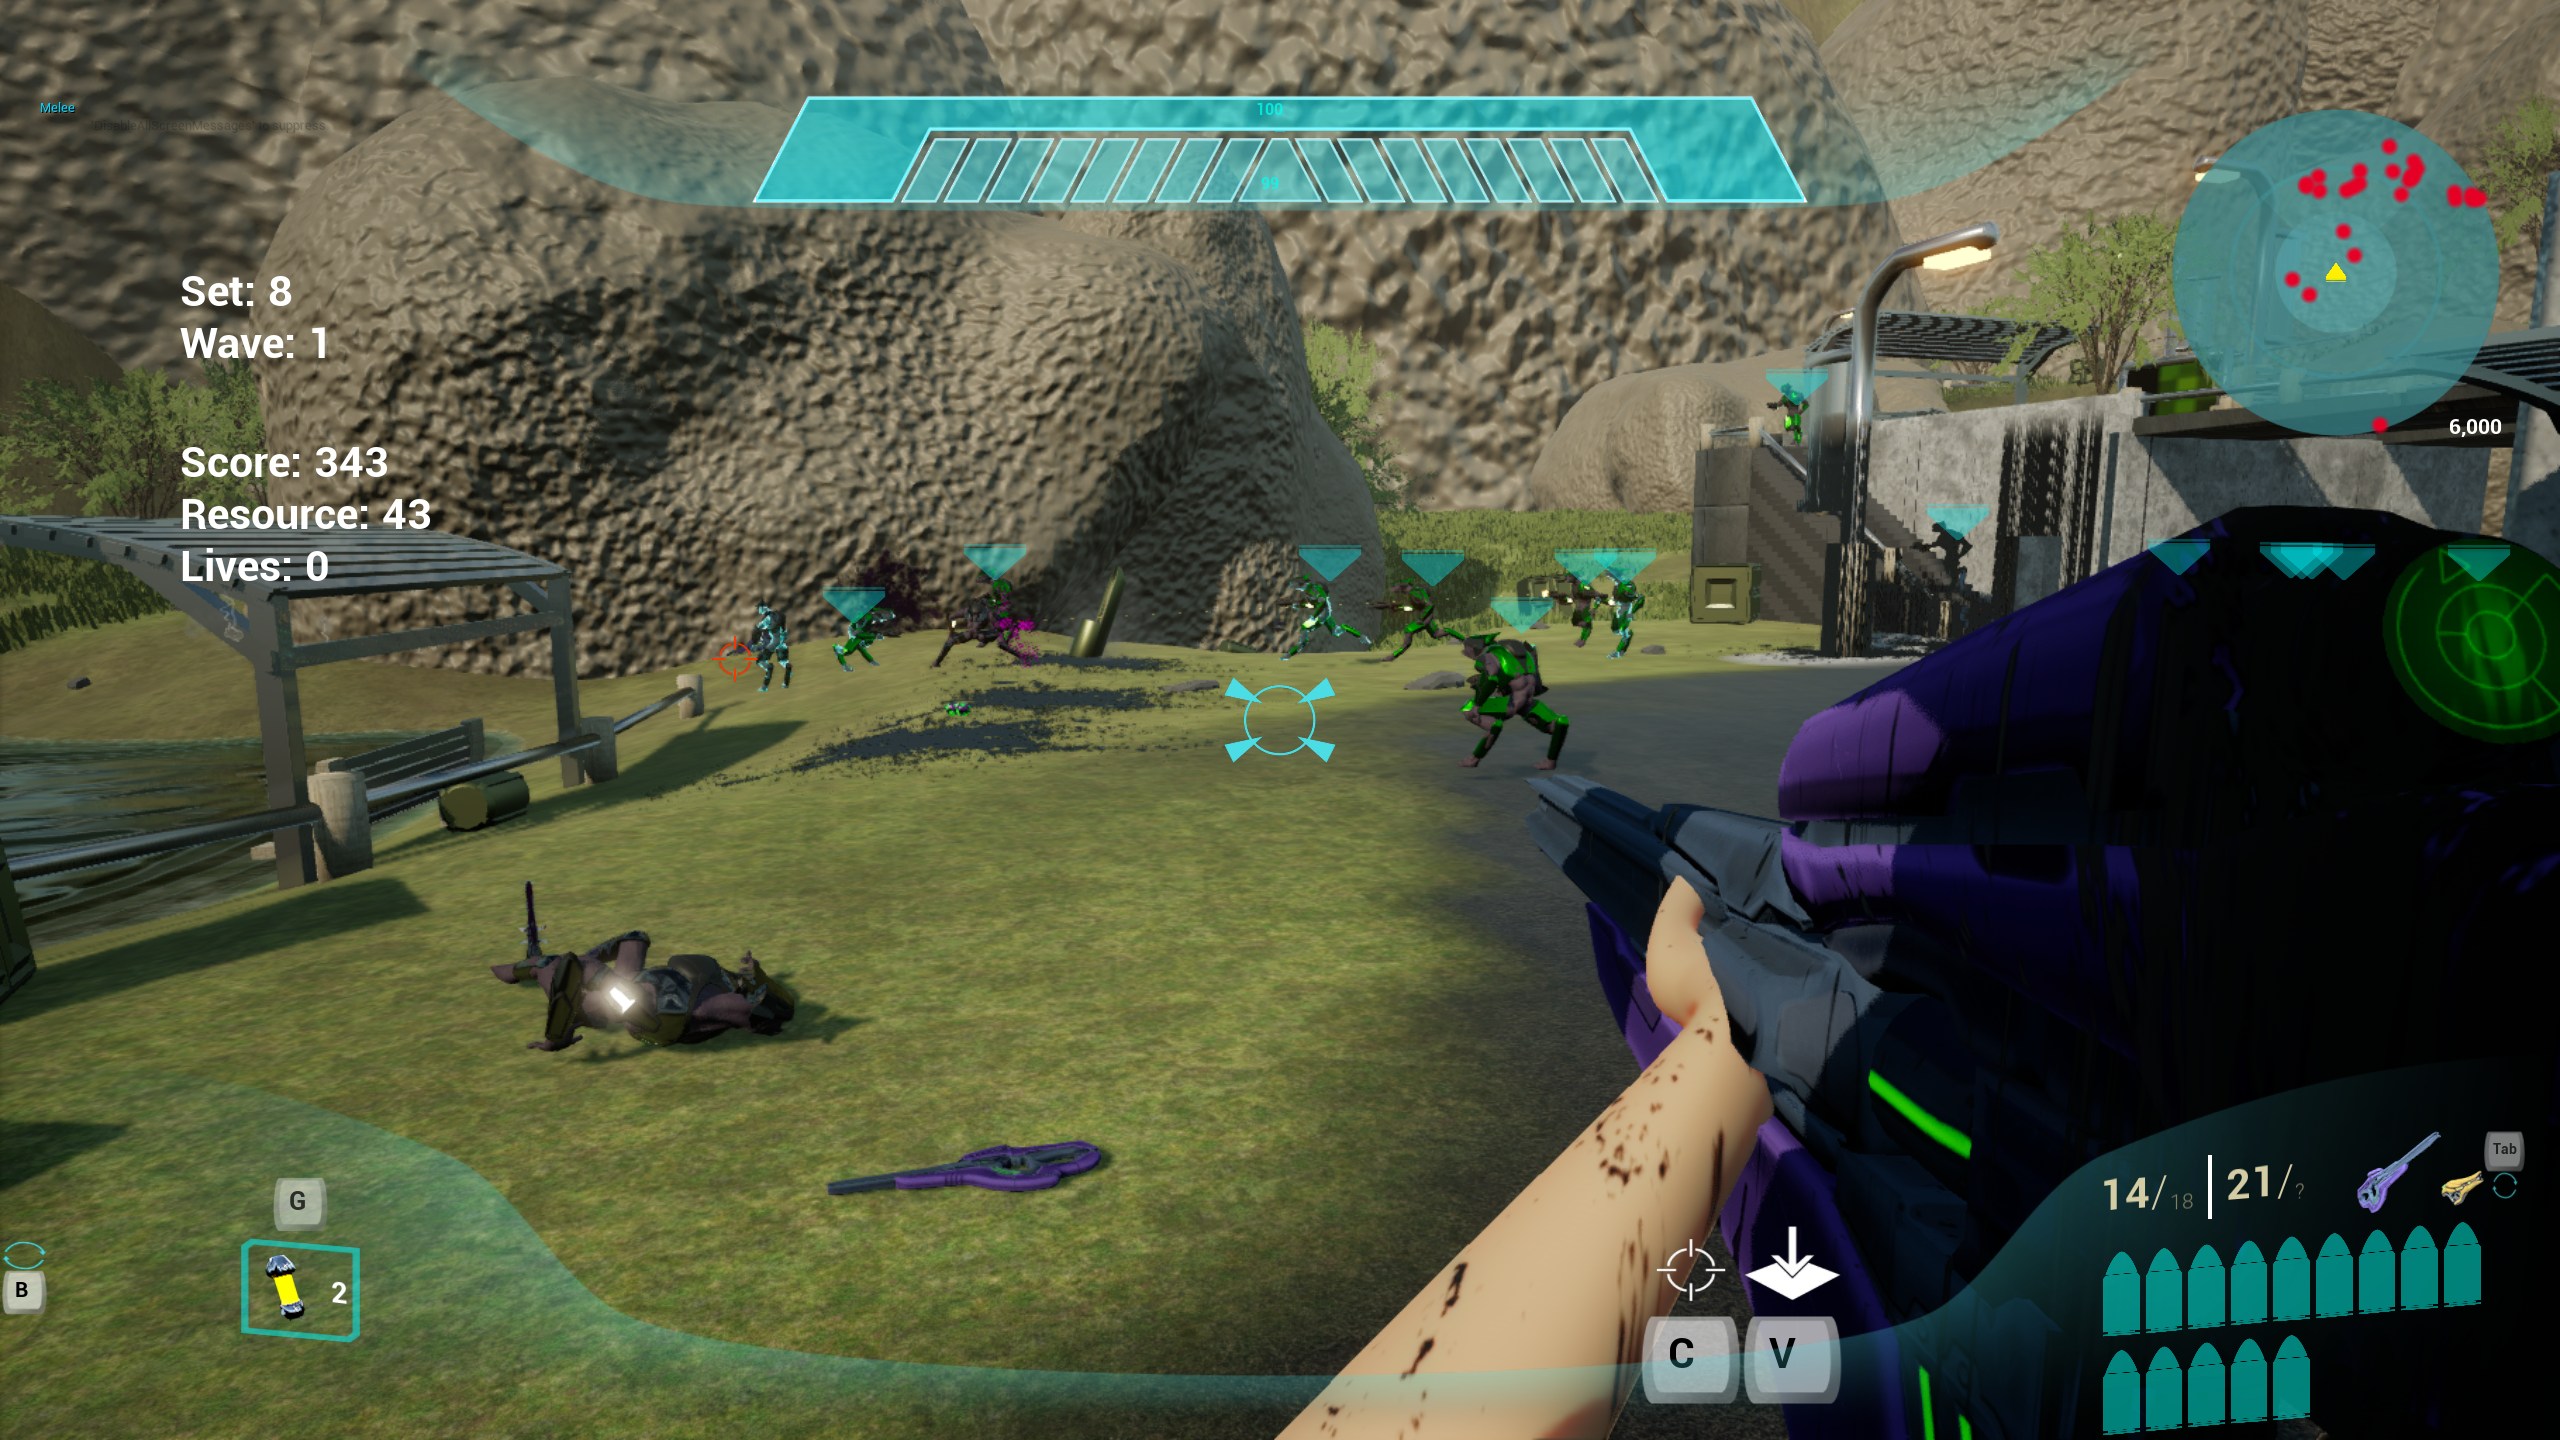 Melee
100
99
Set: 8
Wave: 1
Score: 343
Resource: 43
Lives: 0
6,000
G
B
2
C
V
14/18
21/?
Tab